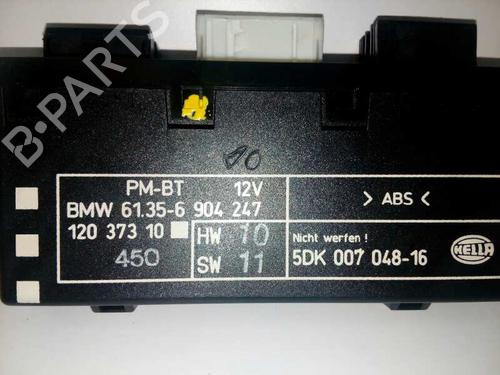 B-PARTS
10
PM-BT 12V
BMW 61.35-6 904 247
120 373 10 HW 10
450 SW 11
> ABS <
Nicht werfen !
5DK 007 048-16
HELLA